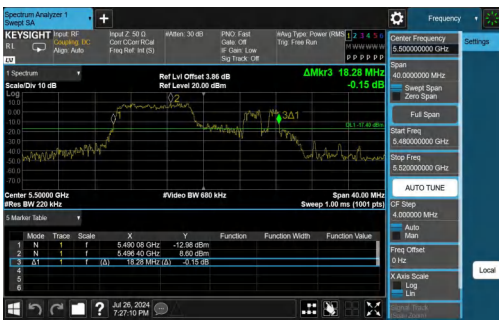 Spectrum Analyzer 1
Swept SA
Frequency
Settings
KEYSIGHT Input: RF
Coupling: DC
Align: Auto
RL
Input Z: 50 Ω
Corr CCorr RCal
Freq Ref: Int (S)
#Atten: 30 dB
PNO: Fast
Gate: Off
IF Gain: Low
Sig Track: Off
#Avg Type: Power (RMS
Trig: Free Run
1 2 3 4 5 6
M W W W W W
P P P P P P
Center Frequency
5.500000000 GHz
Span
40.0000000 MHz
Swept Span
Zero Span
Full Span
Start Freq
5.480000000 GHz
Stop Freq
5.520000000 GHz
AUTO TUNE
CF Step
4.000000 MHz
Auto
Man
Freq Offset
0 Hz
X Axis Scale
Log
Lin
Signal Track
Local
1 Spectrum
Scale/Div 10 dB
Log
Ref Lvl Offset 3.86 dB
Ref Level 20.00 dBm
ΔMkr3 18.28 MHz
-0.15 dB
10.0
0.00
-10.0
-20.0
-30.0
-40.0
-50.0
-60.0
-70.0
1
2
3Δ1
DL1 -17.40 dBm
Center 5.50000 GHz
#Res BW 220 kHz
#Video BW 680 kHz
Span 40.00 MHz
Sweep 1.00 ms (1001 pts)
5 Marker Table
Mode Trace Scale X Y Function Function Width Function Value
1 N 1 f 5.490 08 GHz -12.98 dBm
2 N 1 f 5.496 40 GHz 8.60 dBm
3 Δ1 1 f (Δ) 18.28 MHz (Δ) -0.15 dB
4
5
6
?
Jul 26, 2024
7:27:10 PM